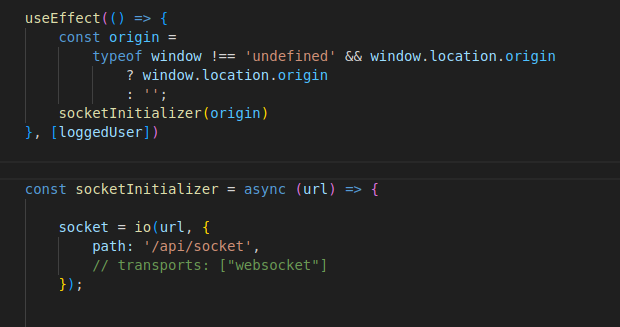 useEffect(() => {
const origin =
typeof window !== 'undefined' && window.location.origin
? window.location.origin
: '';
socketInitializer(origin)
}, [loggedUser])
const socketInitializer = async (url) => {
socket = io(url, {
path: '/api/socket',
// transports: ["websocket"]
});